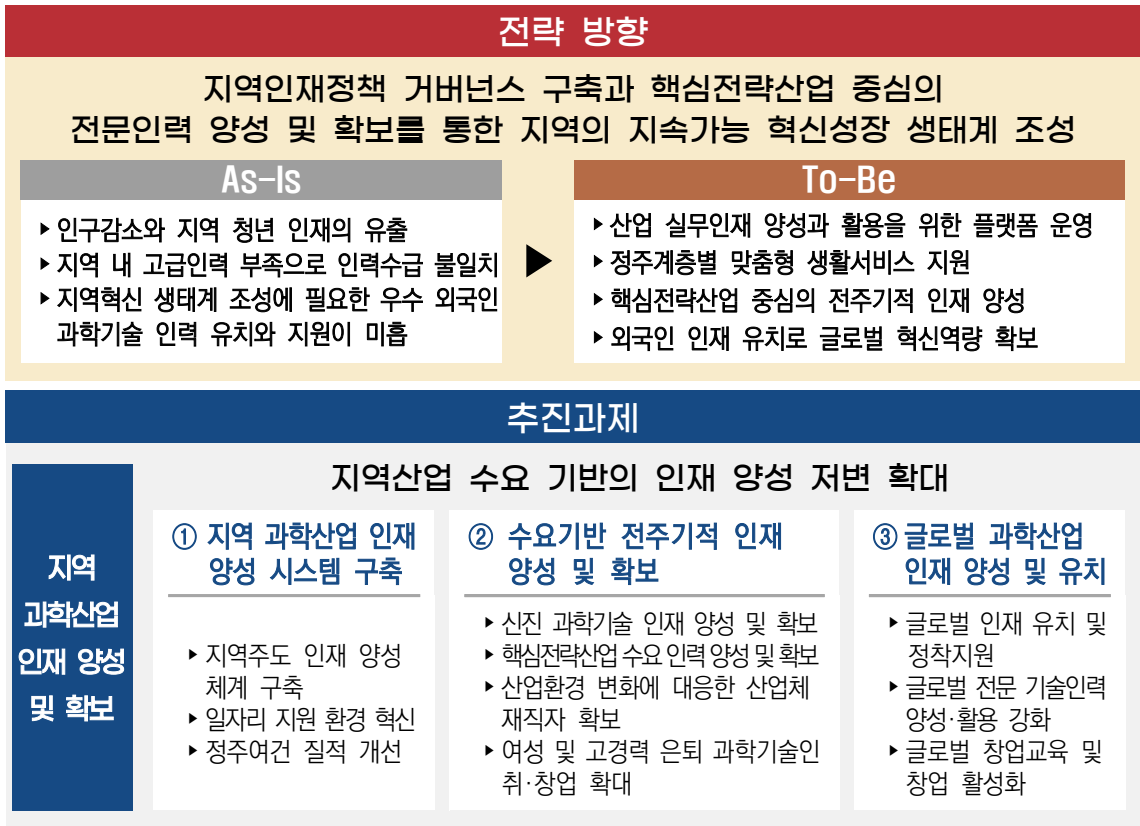 전략 방향
지역인재정책 거버넌스 구축과 핵심전략산업 중심의
전문인력 양성 및 확보를 통한 지역의 지속가능 혁신성장 생태계 조성
As-Is
▸인구감소와 지역 청년 인재의 유출
▸지역 내 고급인력 부족으로 인력수급 불일치
▸지역혁신 생태계 조성에 필요한 우수 외국인
과학기술 인력 유치와 지원이 미흡
▶
To-Be
▸산업 실무인재 양성과 활용을 위한 플랫폼 운영
▸정주계층별 맞춤형 생활서비스 지원
▸핵심전략산업 중심의 전주기적 인재 양성
▸외국인 인재 유치로 글로벌 혁신역량 확보
추진과제
지역
과학산업
인재 양성
및 확보
지역산업 수요 기반의 인재 양성 저변 확대
① 지역 과학산업 인재
양성 시스템 구축
▸지역주도 인재 양성
체계 구축
▸일자리 지원 환경 혁신
▸정주여건 질적 개선
② 수요기반 전주기적 인재
양성 및 확보
▸신진 과학기술 인재 양성 및 확보
▸핵심전략산업 수요 인력 양성 및 확보
▸산업환경 변화에 대응한 산업체
재직자 확보
▸여성 및 고경력 은퇴 과학기술인
취·창업 확대
③ 글로벌 과학산업
인재 양성 및 유치
▸글로벌 인재 유치 및
정착지원
▸글로벌 전문 기술인력
양성·활용 강화
▸글로벌 창업교육 및
창업 활성화